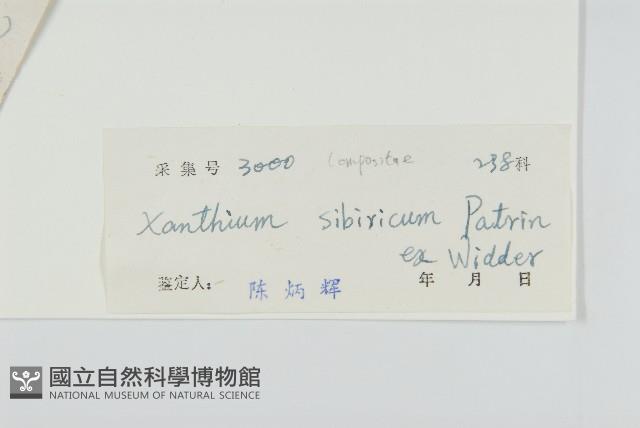 采集号 3000 Compositae 238科
Xanthium sibiricum Patrin
ex Widder
鉴定人： 陈炳辉 年 月 日
國立自然科學博物館
NATIONAL MUSEUM OF NATURAL SCIENCE